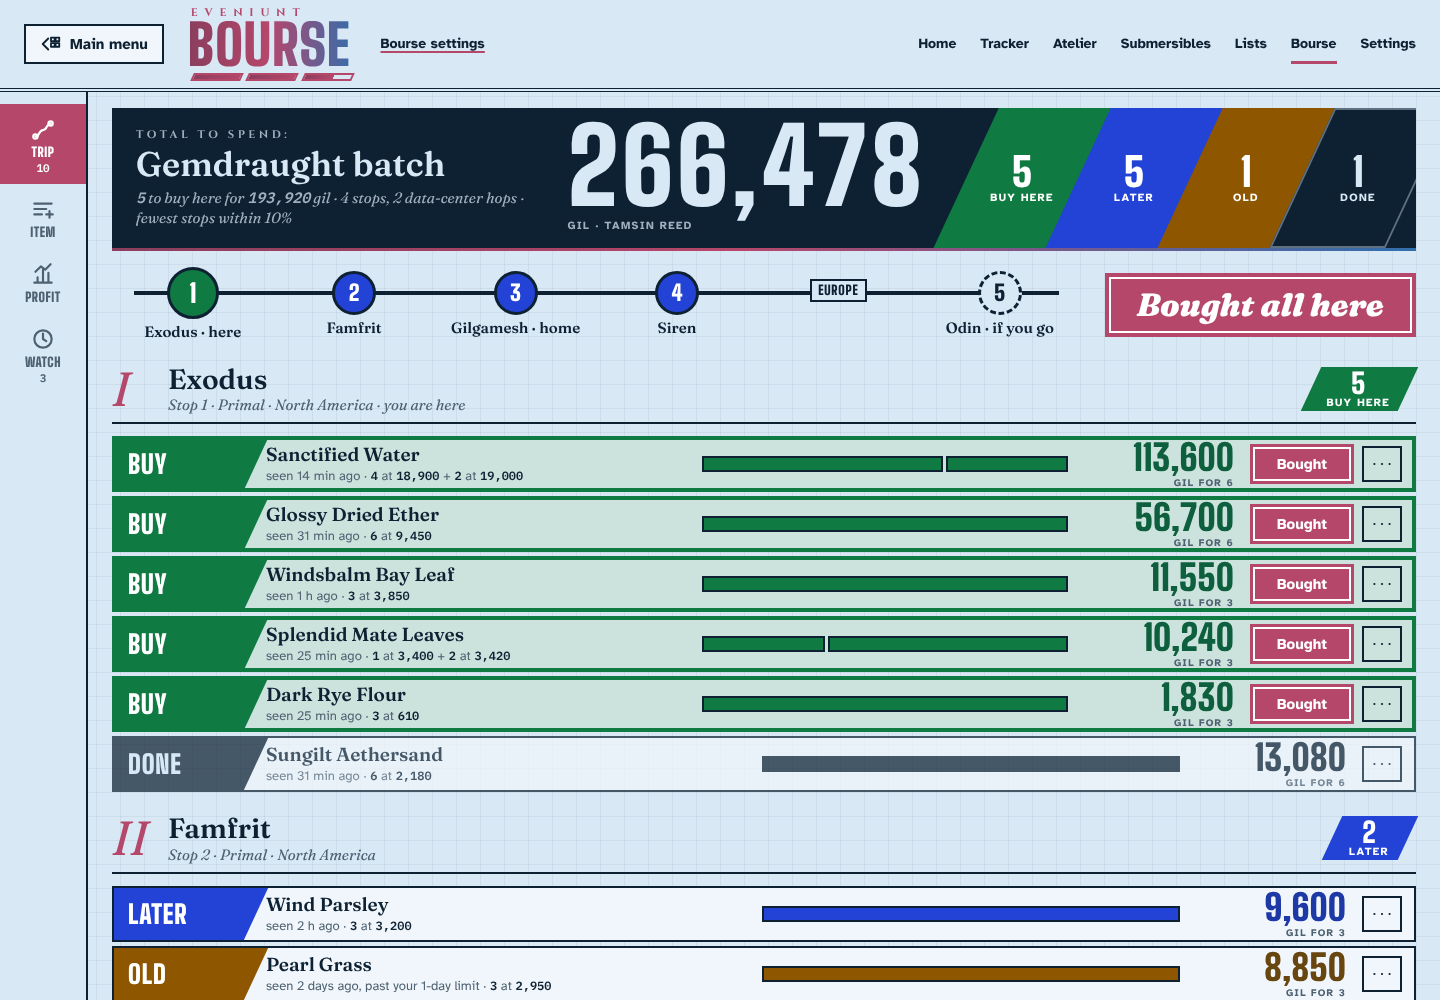 Main menu
EVENIUNT
BOURSE
Bourse settings
Home
Tracker
Atelier
Submersibles
Lists
Bourse
Settings
TRIP
10
ITEM
PROFIT
WATCH
3
TOTAL TO SPEND:
Gemdraught batch
5 to buy here for 193,920 gil · 4 stops, 2 data-center hops ·
fewest stops within 10%
266,478
GIL · TAMSIN REED
5
BUY HERE
5
LATER
1
OLD
1
DONE
1
Exodus · here
2
Famfrit
3
Gilgamesh · home
4
Siren
EUROPE
5
Odin · if you go
Bought all here
I
Exodus
Stop 1 · Primal · North America · you are here
5
BUY HERE
BUY
Sanctified Water
seen 14 min ago · 4 at 18,900 + 2 at 19,000
113,600
GIL FOR 6
Bought
...
BUY
Glossy Dried Ether
seen 31 min ago · 6 at 9,450
56,700
GIL FOR 6
Bought
...
BUY
Windsbalm Bay Leaf
seen 1 h ago · 3 at 3,850
11,550
GIL FOR 3
Bought
...
BUY
Splendid Mate Leaves
seen 25 min ago · 1 at 3,400 + 2 at 3,420
10,240
GIL FOR 3
Bought
...
BUY
Dark Rye Flour
seen 25 min ago · 3 at 610
1,830
GIL FOR 3
Bought
...
DONE
Sungilt Aethersand
seen 31 min ago · 6 at 2,180
13,080
GIL FOR 6
...
II
Famfrit
Stop 2 · Primal · North America
2
LATER
LATER
Wind Parsley
seen 2 h ago · 3 at 3,200
9,600
GIL FOR 3
...
OLD
Pearl Grass
seen 2 days ago, past your 1-day limit · 3 at 2,950
8,850
GIL FOR 3
...